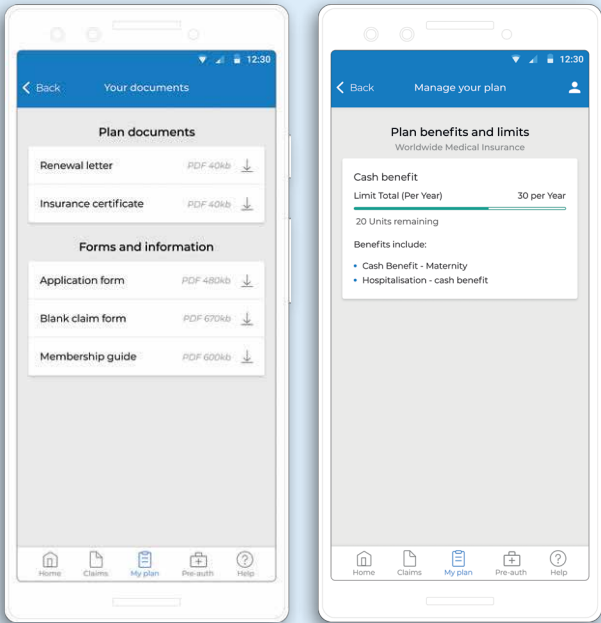 12:30
Back Your documents
Plan documents
Renewal letter PDF 40kb
Insurance certificate PDF 40kb
Forms and information
Application form PDF 480kb
Blank claim form PDF 670kb
Membership guide PDF 600kb
Home Claims My plan Pre-auth Help
12:30
Back Manage your plan
Plan benefits and limits
Worldwide Medical Insurance
Cash benefit
Limit Total (Per Year) 30 per Year
20 Units remaining
Benefits include:
• Cash Benefit - Maternity
• Hospitalisation - cash benefit
Home Claims My plan Pre-auth Help